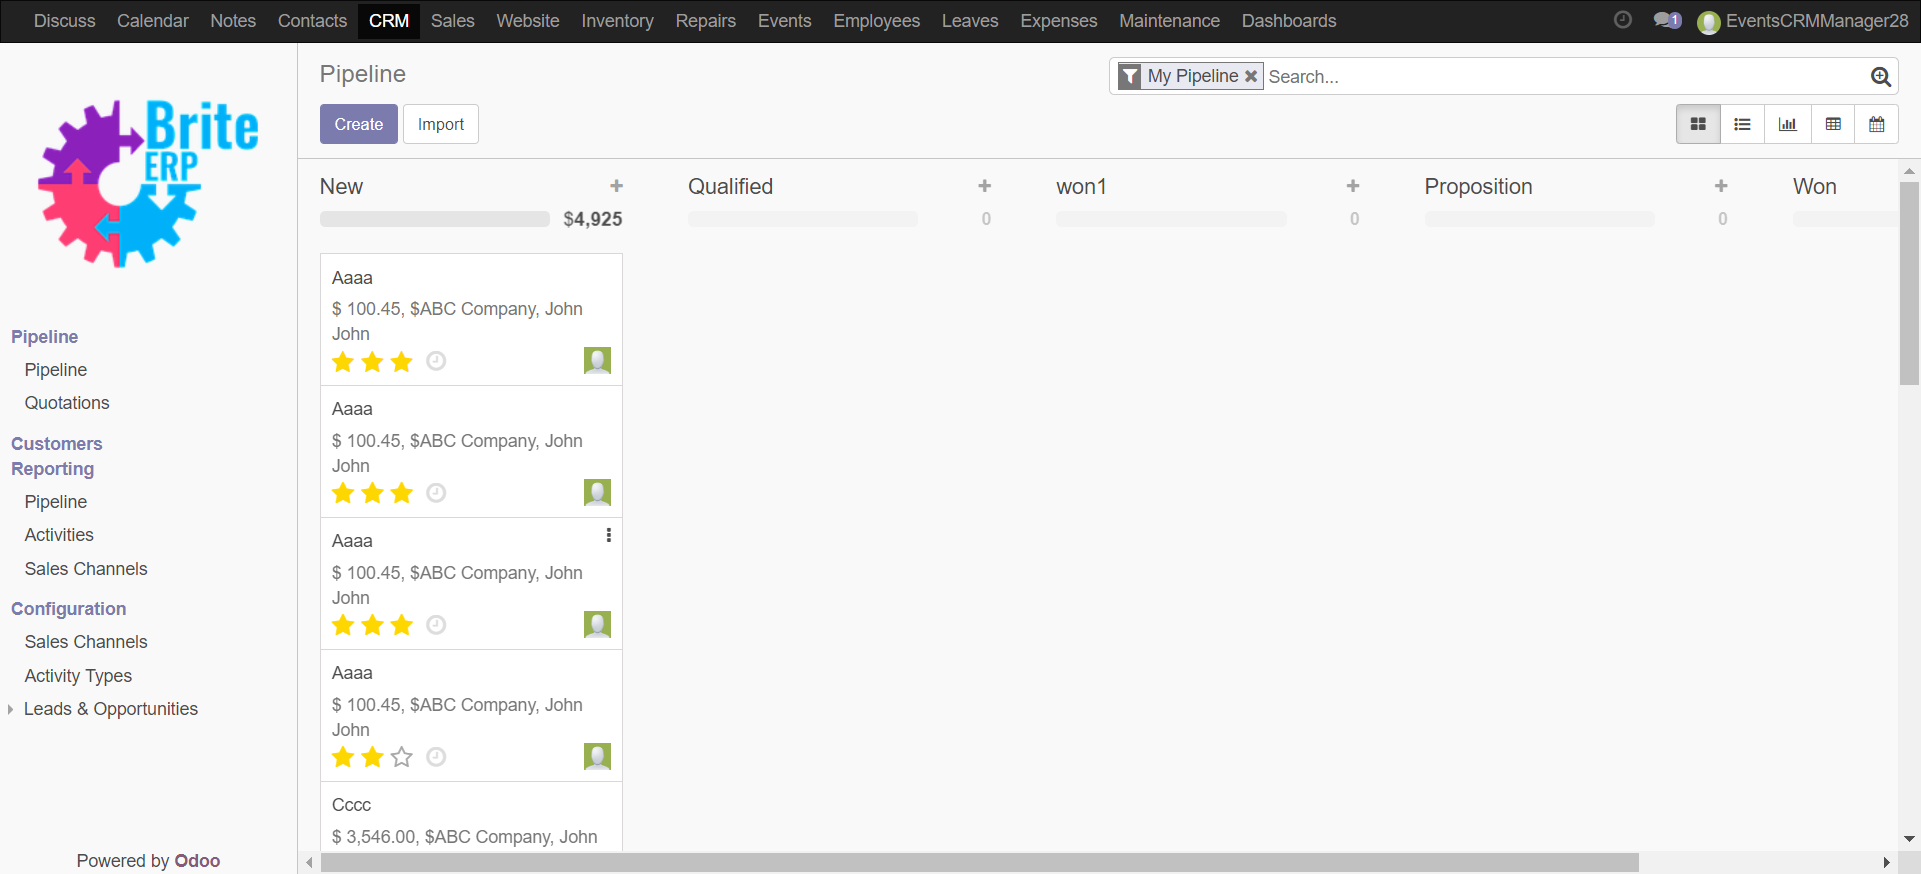 Discuss Calendar Notes Contacts CRM Sales Website Inventory Repairs Events Employees Leaves Expenses Maintenance Dashboards 1 EventsCRMManager28
Brite
ERP
Pipeline
Pipeline
Quotations
Customers
Reporting
Pipeline
Activities
Sales Channels
Configuration
Sales Channels
Activity Types
Leads & Opportunities
Powered by Odoo
Pipeline
My Pipeline Search...
Create Import
New
$4,925
Aaaa
$ 100.45, $ABC Company, John
John
Aaaa
$ 100.45, $ABC Company, John
John
Aaaa
$ 100.45, $ABC Company, John
John
Aaaa
$ 100.45, $ABC Company, John
John
Cccc
$ 3,546.00, $ABC Company, John
Qualified
0
won1
0
Proposition
0
Won